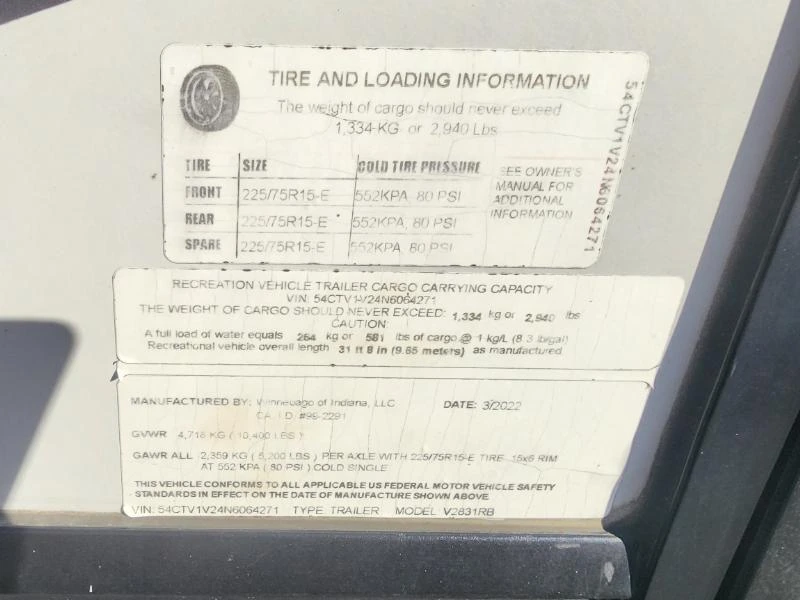 TIRE AND LOADING INFORMATION
The weight of cargo should never exceed
1,334-KG or 2,940 Lbs
TIRE SIZE COLD TIRE PRESSURE
FRONT 225/75R15-E 552KPA, 80 PSI
REAR 225/75R15-E 552KPA, 80 PSI
SPARE 225/75R15-E 552KPA, 80 PSI
SEE OWNER'S
MANUAL FOR
ADDITIONAL
INFORMATION
54CTV1V24N6064271
RECREATION VEHICLE TRAILER CARGO CARRYING CAPACITY
VIN: 54CTV1V24N6064271
THE WEIGHT OF CARGO SHOULD NEVER EXCEED: 1,334 kg or 2,940 lbs
CAUTION:
A full load of water equals 264 kg or 581 lbs of cargo @ 1 kg/L (8.3 lb/gal)
Recreational vehicle overall length 31 ft 8 in (9.65 meters) as manufactured
MANUFACTURED BY: Winnebago of Indiana, LLC DATE: 3/2022
CA. I.D. #99-2291
GVWR 4,718 KG (10,400 LBS)
GAWR ALL 2,359 KG (5,200 LBS) PER AXLE WITH 225/75R15-E TIRE, 15x6 RIM
AT 552 KPA (80 PSI) COLD SINGLE
THIS VEHICLE CONFORMS TO ALL APPLICABLE US FEDERAL MOTOR VEHICLE SAFETY
STANDARDS IN EFFECT ON THE DATE OF MANUFACTURE SHOWN ABOVE
VIN: 54CTV1V24N6064271 TYPE: TRAILER MODEL: V2831RB